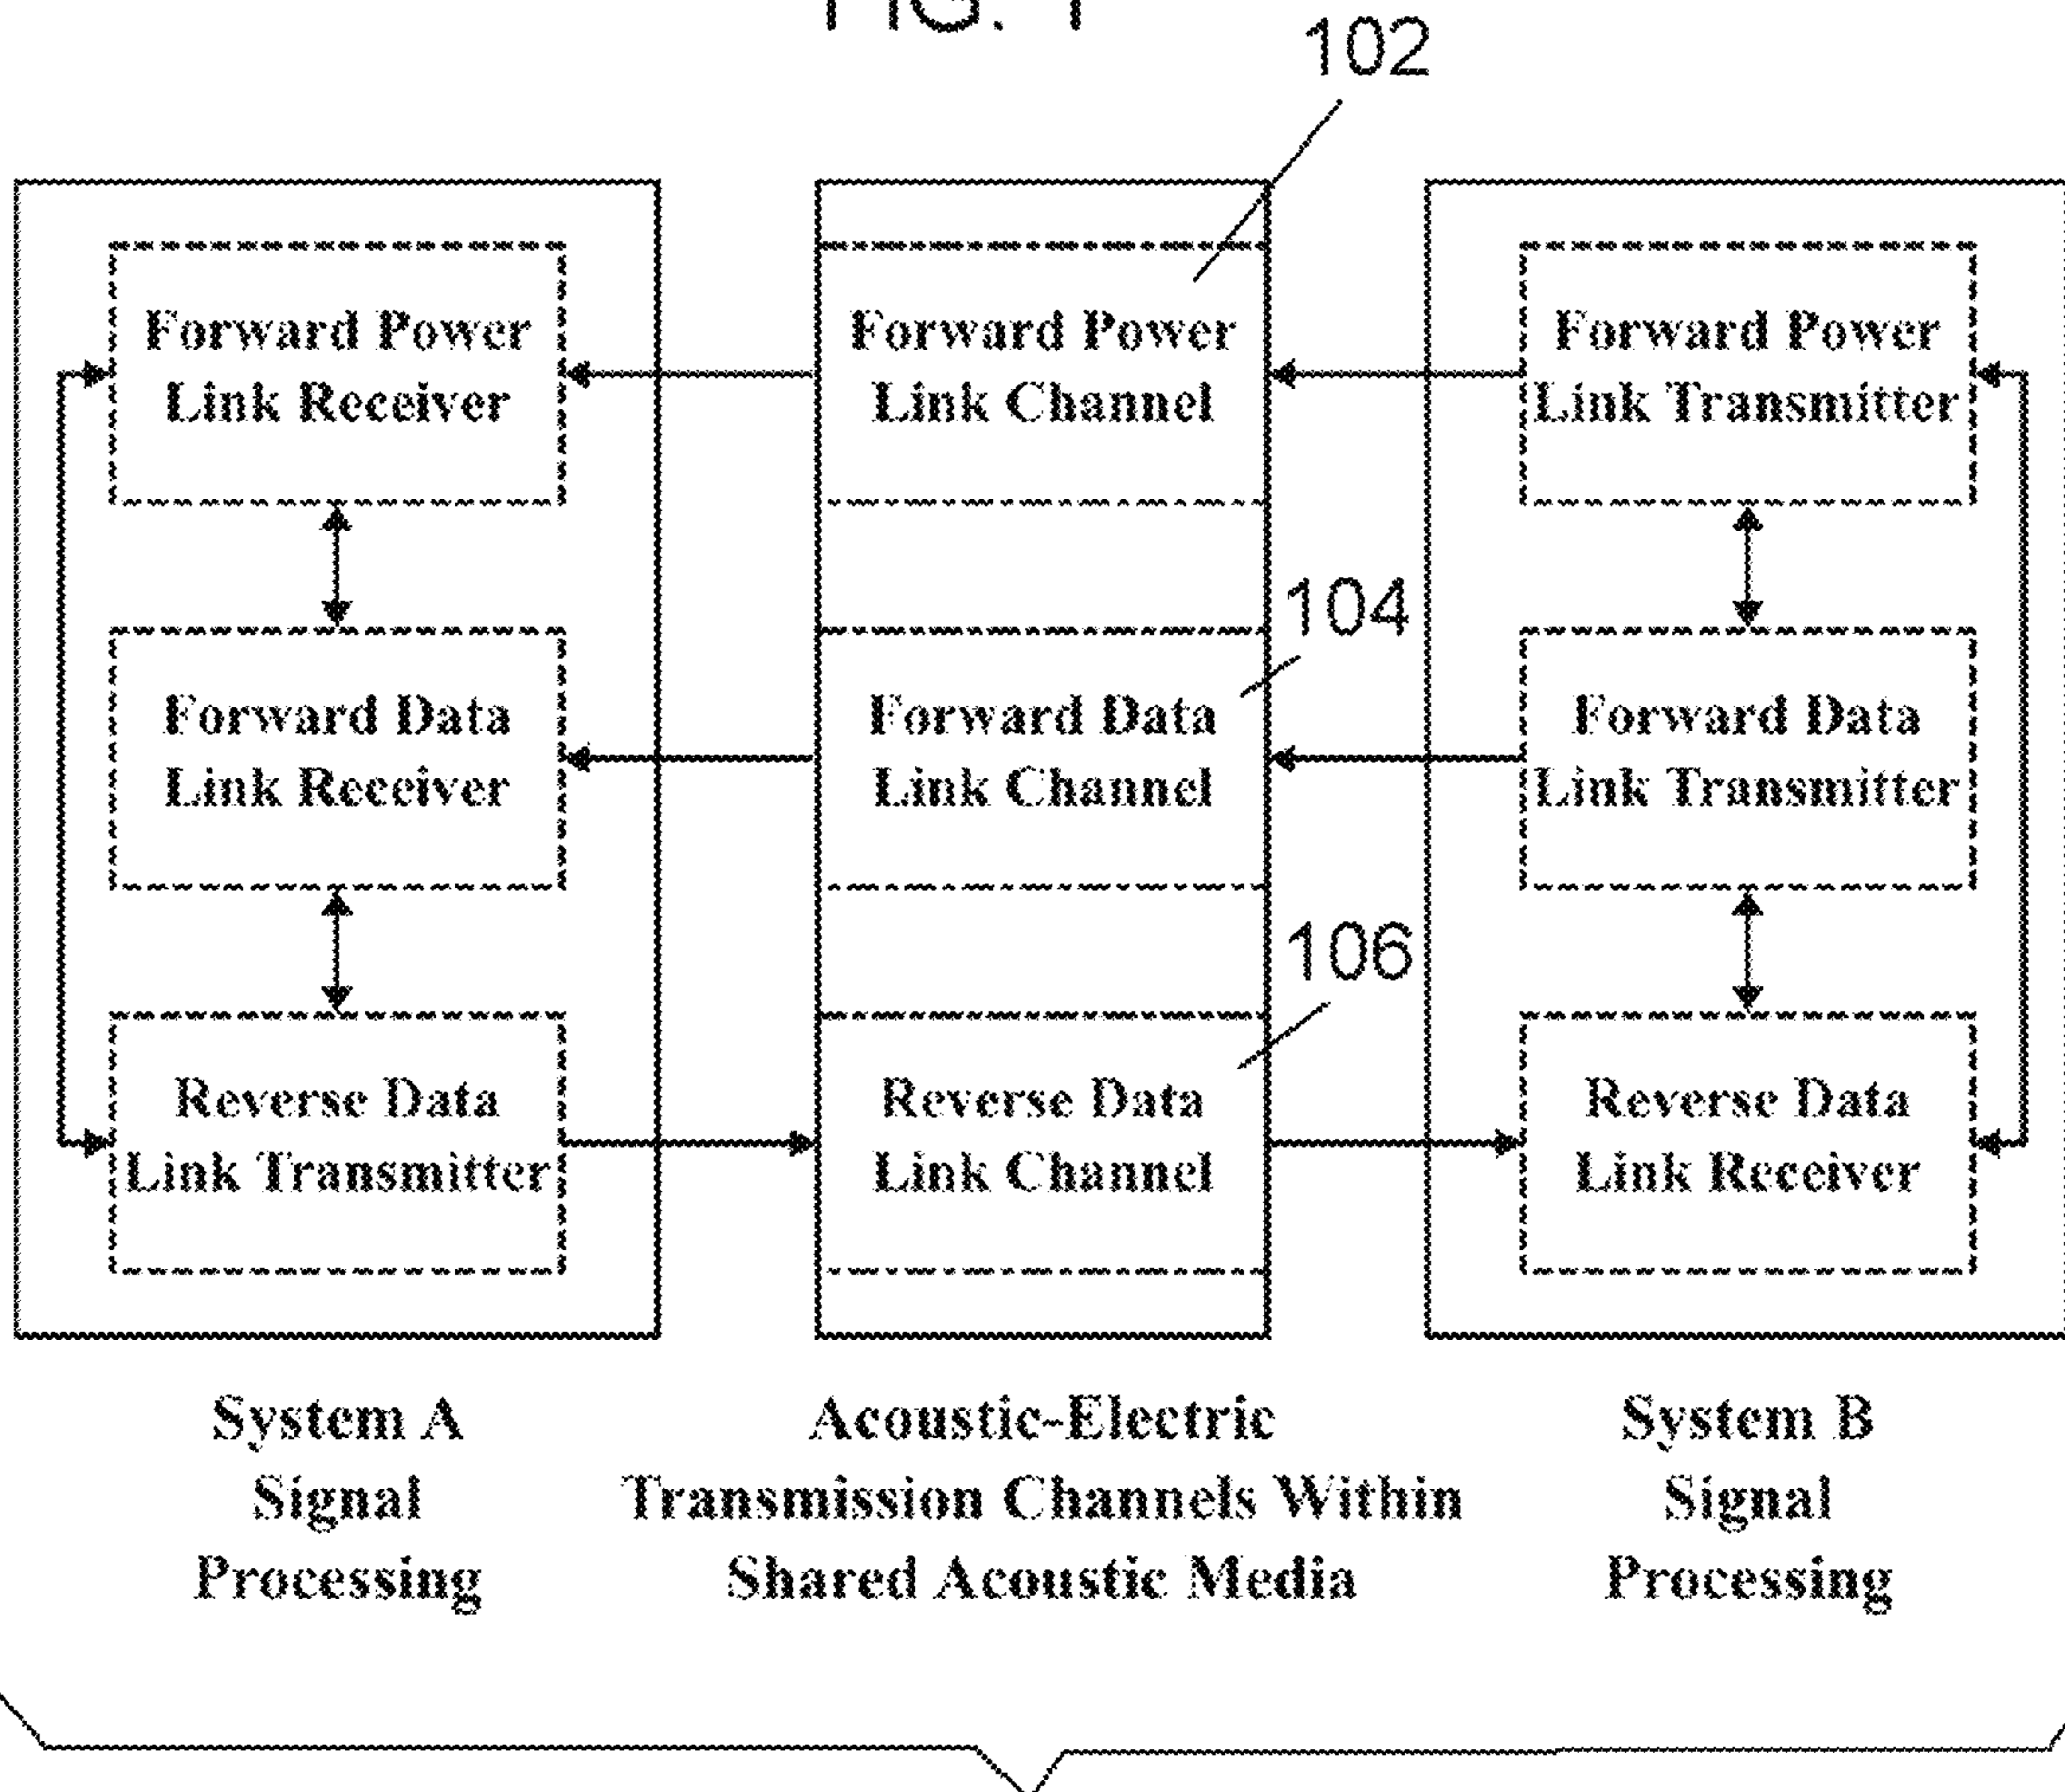 FIG. 1
102
Forward Power
Link Receiver
Forward Power
Link Channel
Forward Power
Link Transmitter
104
Forward Data
Link Receiver
Forward Data
Link Channel
Forward Data
Link Transmitter
106
Reverse Data
Link Transmitter
Reverse Data
Link Channel
Reverse Data
Link Receiver
System A
Signal
Processing
Acoustic-Electric
Transmission Channels Within
Shared Acoustic Media
System B
Signal
Processing